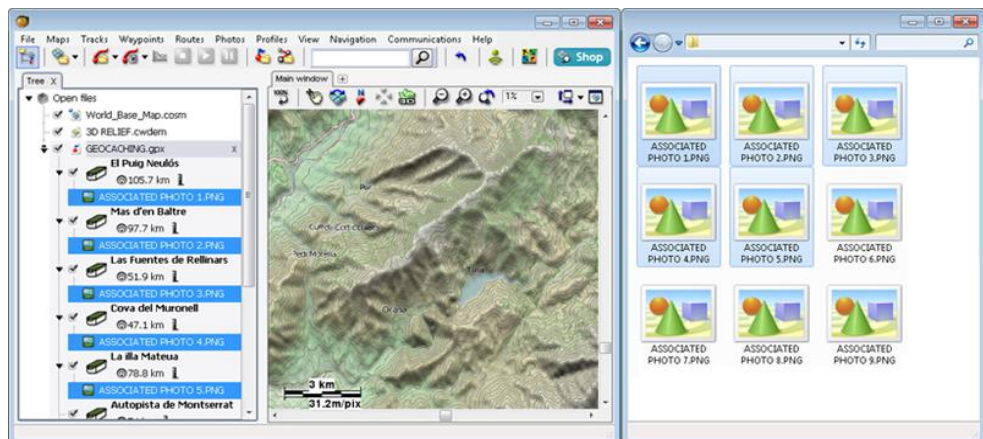 File Maps Tracks Waypoints Routes Photos Profiles View Navigation Communications Help
Shop
Tree X
Main window
100%
1%
Open files
World_Base_Map.cosm
3D RELIEF.cwdem
GEOCACHING.gpx x
El Puig Neulós
105.7 km
ASSOCIATED PHOTO 1.PNG
Mas d'en Baltre
97.7 km
ASSOCIATED PHOTO 2.PNG
Las Fuentes de Rellinars
51.9 km
ASSOCIATED PHOTO 3.PNG
Cova del Muronell
47.1 km
ASSOCIATED PHOTO 4.PNG
La illa Mateua
78.8 km
ASSOCIATED PHOTO 5.PNG
Autopista de Montserrat
3 km
31.2m/pix
ASSOCIATED
PHOTO 1.PNG
ASSOCIATED
PHOTO 2.PNG
ASSOCIATED
PHOTO 3.PNG
ASSOCIATED
PHOTO 4.PNG
ASSOCIATED
PHOTO 5.PNG
ASSOCIATED
PHOTO 6.PNG
ASSOCIATED
PHOTO 7.PNG
ASSOCIATED
PHOTO 8.PNG
ASSOCIATED
PHOTO 9.PNG